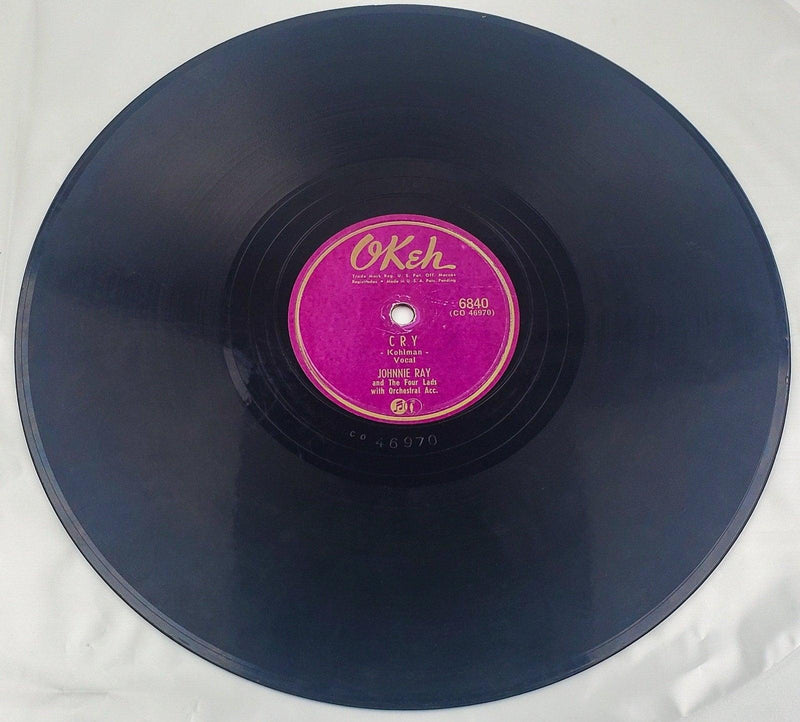 OKeh
Trade Mark Reg. U. S. Pat. Off. Marcas
Registradas • Made in U. S. A. Pats. Pending
6840
(CO 46970)
CRY
- Kohlman -
Vocal
JOHNNIE RAY
and The Four Lads
with Orchestral Acc.
CO 46970